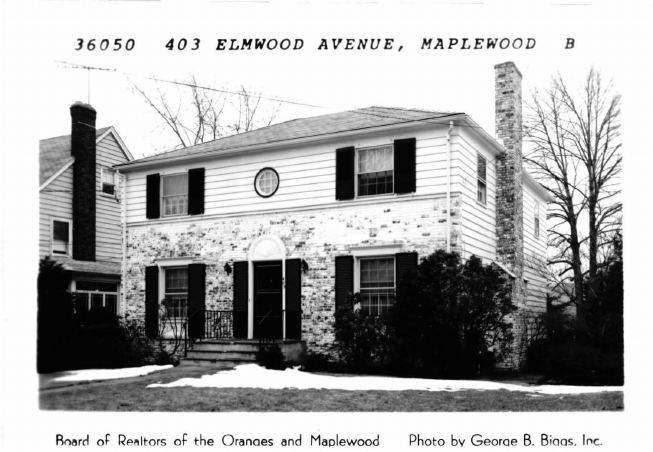 36050 403 ELMWOOD AVENUE, MAPLEWOOD B
Board of Realtors of the Oranges and Maplewood Photo by George B. Biggs, Inc.